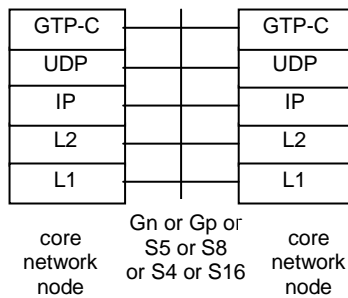 GTP-C GTP-C
UDP UDP
IP IP
L2 L2
L1 L1
Gn or Gp or
S5 or S8
or S4 or S16
core
network
node
core
network
node